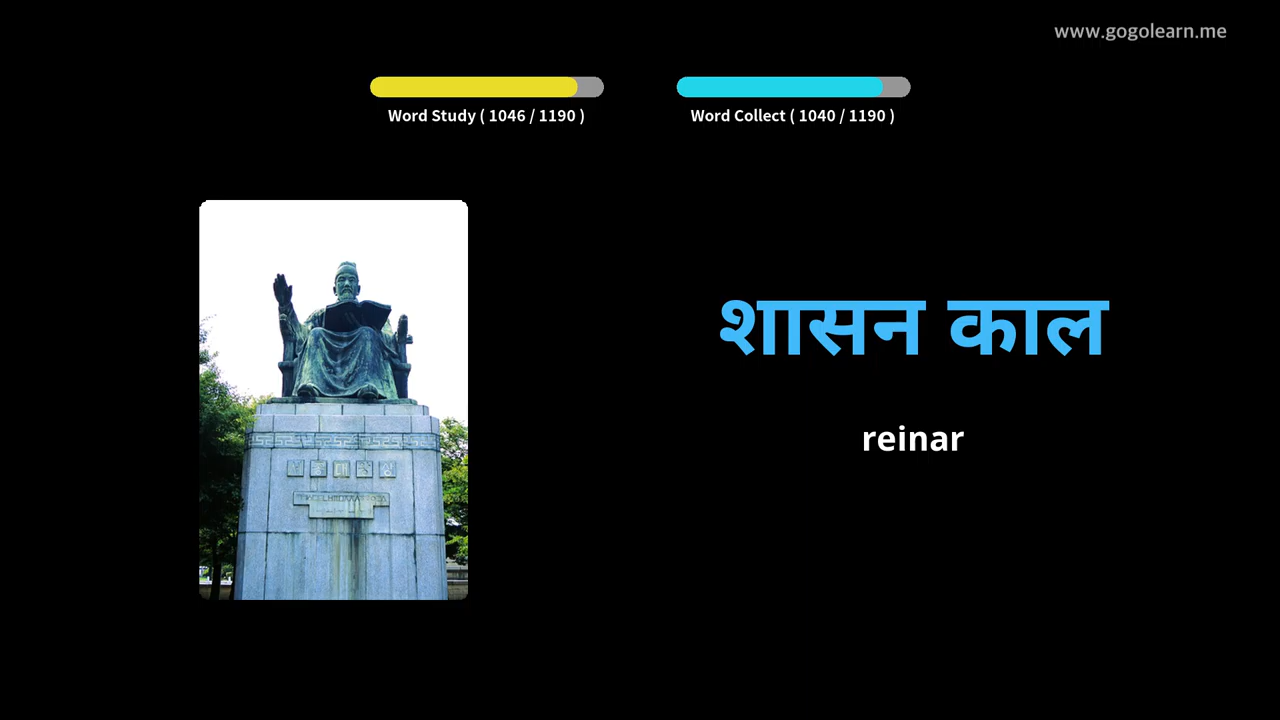 www.gogolearn.me
Word Study ( 1046 / 1190 )
Word Collect ( 1040 / 1190 )
शासन काल
reinar